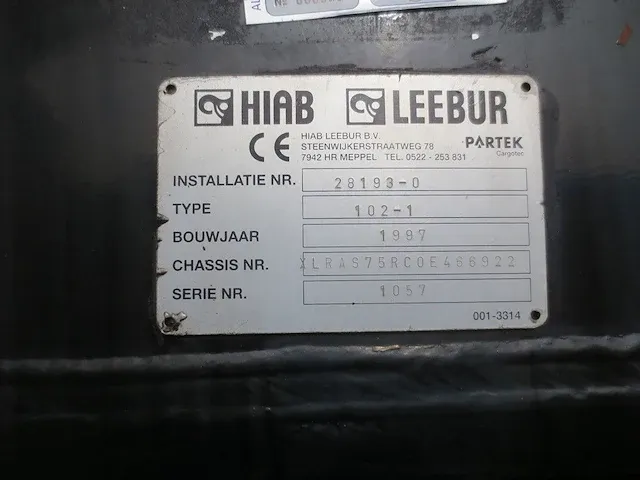 HIAB LEEBUR
HIAB LEEBUR B.V.
STEENWIJKERSTRAATWEG 78
7942 HR MEPPEL TEL. 0522 - 253 831
PARTEK
Cargotec
INSTALLATIE NR. 28193-0
TYPE 102-1
BOUWJAAR 1997
CHASSIS NR. XLRAS75RC0E466922
SERIE NR. 1057
001-3314